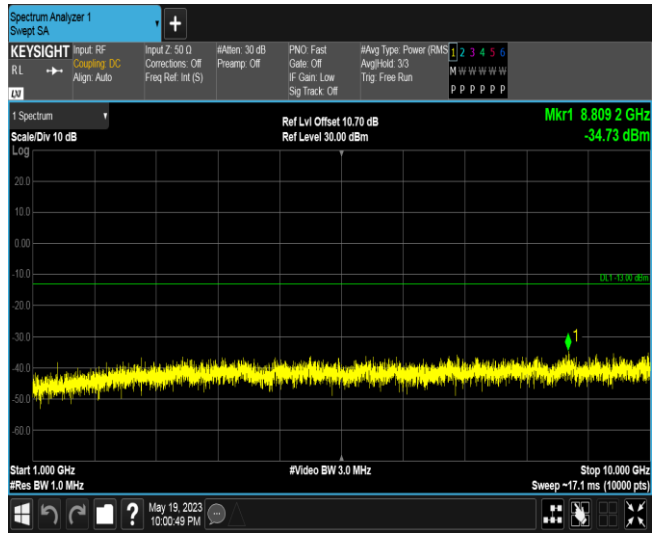 Spectrum Analyzer 1
Swept SA
+
KEYSIGHT
RL
LXI
Input: RF
Coupling: DC
Align: Auto
Input Z: 50 Ω
Corrections: Off
Freq Ref: Int (S)
#Atten: 30 dB
Preamp: Off
PNO: Fast
Gate: Off
IF Gain: Low
Sig Track: Off
#Avg Type: Power (RMS
Avg|Hold: 3/3
Trig: Free Run
1 2 3 4 5 6
M W W W W W
P P P P P P
1 Spectrum
Scale/Div 10 dB
Ref Lvl Offset 10.70 dB
Ref Level 30.00 dBm
Mkr1 8.809 2 GHz
-34.73 dBm
Log
20.0
10.0
0.00
-10.0
DL1 -13.00 dBm
-20.0
-30.0
1
-40.0
-50.0
-60.0
Start 1.000 GHz
#Res BW 1.0 MHz
#Video BW 3.0 MHz
Stop 10.000 GHz
Sweep ~17.1 ms (10000 pts)
?
May 19, 2023
10:00:49 PM